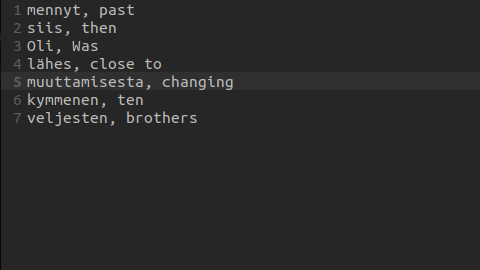 1 mennyt, past
2 siis, then
3 Oli, Was
4 lähes, close to
5 muuttamisesta, changing
6 kymmenen, ten
7 veljesten, brothers